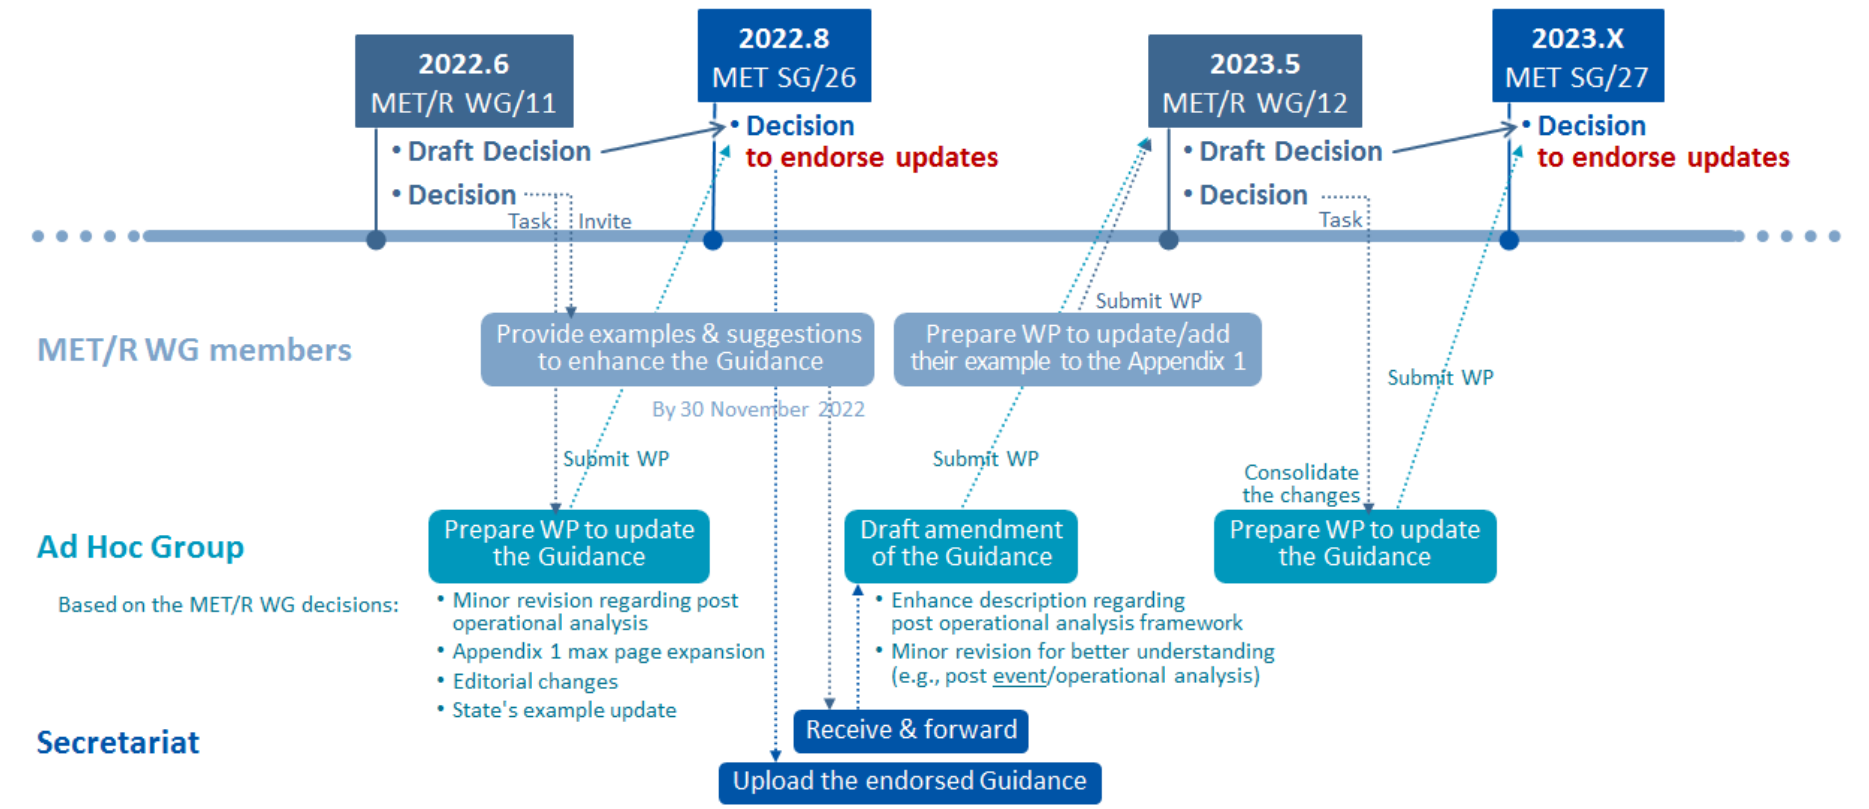 2022.6
MET/R WG/11
2022.8
MET SG/26
2023.5
MET/R WG/12
2023.X
MET SG/27
• Draft Decision
• Decision
Task
Invite
• Decision
to endorse updates
• Draft Decision
• Decision
Task
• Decision
to endorse updates
MET/R WG members
Provide examples & suggestions
to enhance the Guidance
By 30 November 2022
Prepare WP to update/add
their example to the Appendix 1
Submit WP
Submit WP
Submit WP
Submit WP
Consolidate
the changes
Ad Hoc Group
Based on the MET/R WG decisions:
Prepare WP to update
the Guidance
• Minor revision regarding post
operational analysis
• Appendix 1 max page expansion
• Editorial changes
• State's example update
Draft amendment
of the Guidance
• Enhance description regarding
post operational analysis framework
• Minor revision for better understanding
(e.g., post event/operational analysis)
Prepare WP to update
the Guidance
Secretariat
Receive & forward
Upload the endorsed Guidance